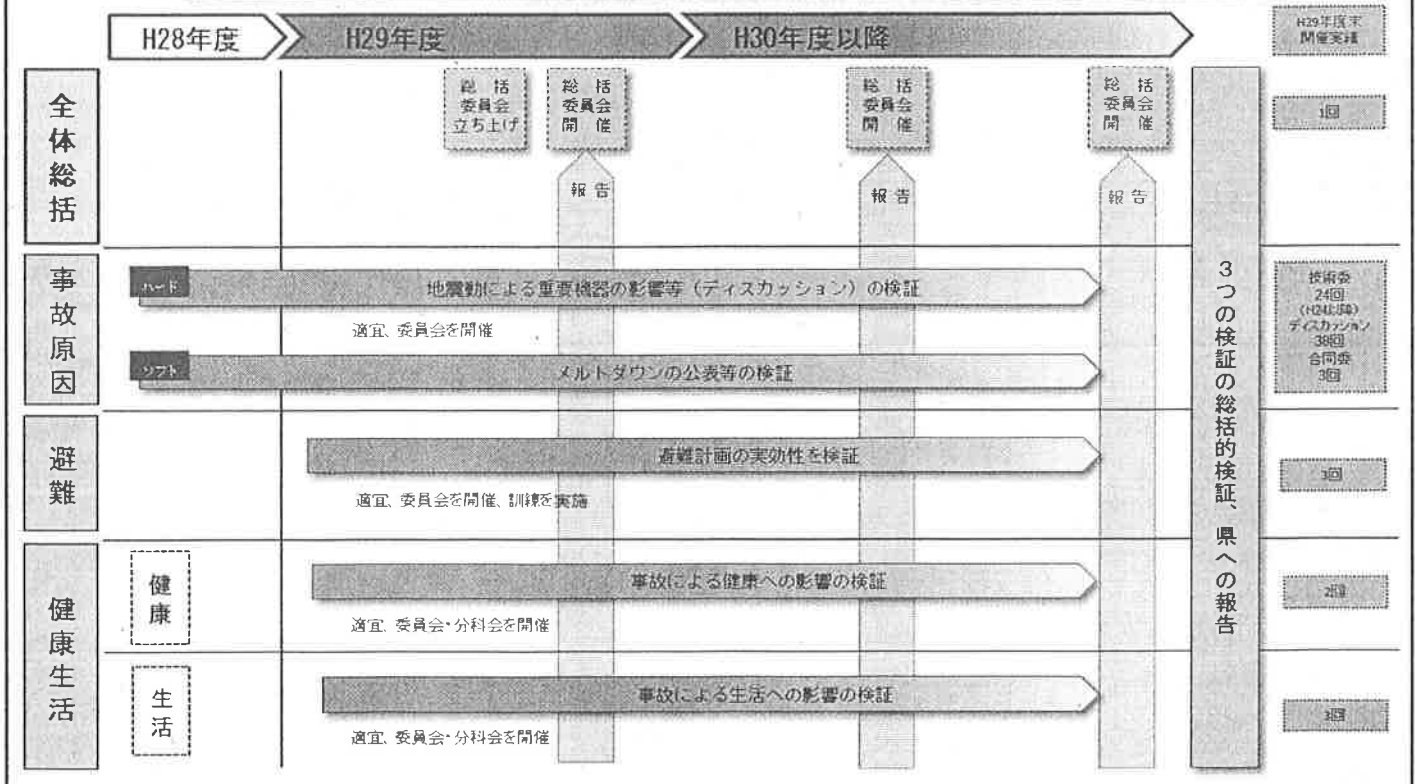 H28年度
H29年度
H30年度以降
H29年度末
開催実績
全体総括
総括
委員会
立ち上げ
総括
委員会
開催
総括
委員会
開催
総括
委員会
開催
1回
報告
報告
報告
3つの検証の総括的検証、県への報告
事故原因
ハード
地震動による重要機器の影響等（ディスカッション）の検証
適宜、委員会を開催
ソフト
メルトダウンの公表等の検証
技術委
24回
（H24以降）
ディスカッション
38回
合同委
3回
避難
避難計画の実効性を検証
適宜、委員会を開催、訓練を実施
3回
健康生活
健康
事故による健康への影響の検証
適宜、委員会・分科会を開催
2回
生活
事故による生活への影響の検証
適宜、委員会・分科会を開催
3回